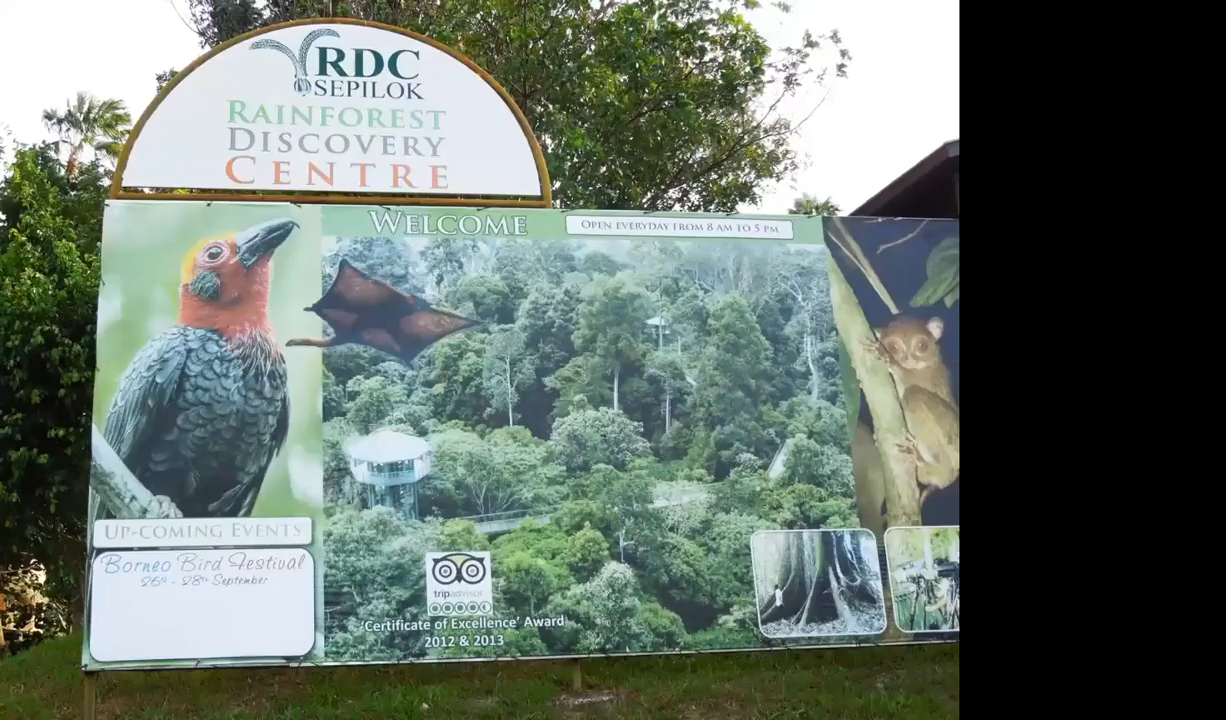 RDC
SEPILOK
RAINFOREST
DISCOVERY
CENTRE
WELCOME
OPEN EVERYDAY FROM 8 AM TO 5 PM
UP-COMING EVENTS
Borneo Bird Festival
26th - 28th September
tripadvisor
'Certificate of Excellence' Award
2012 & 2013